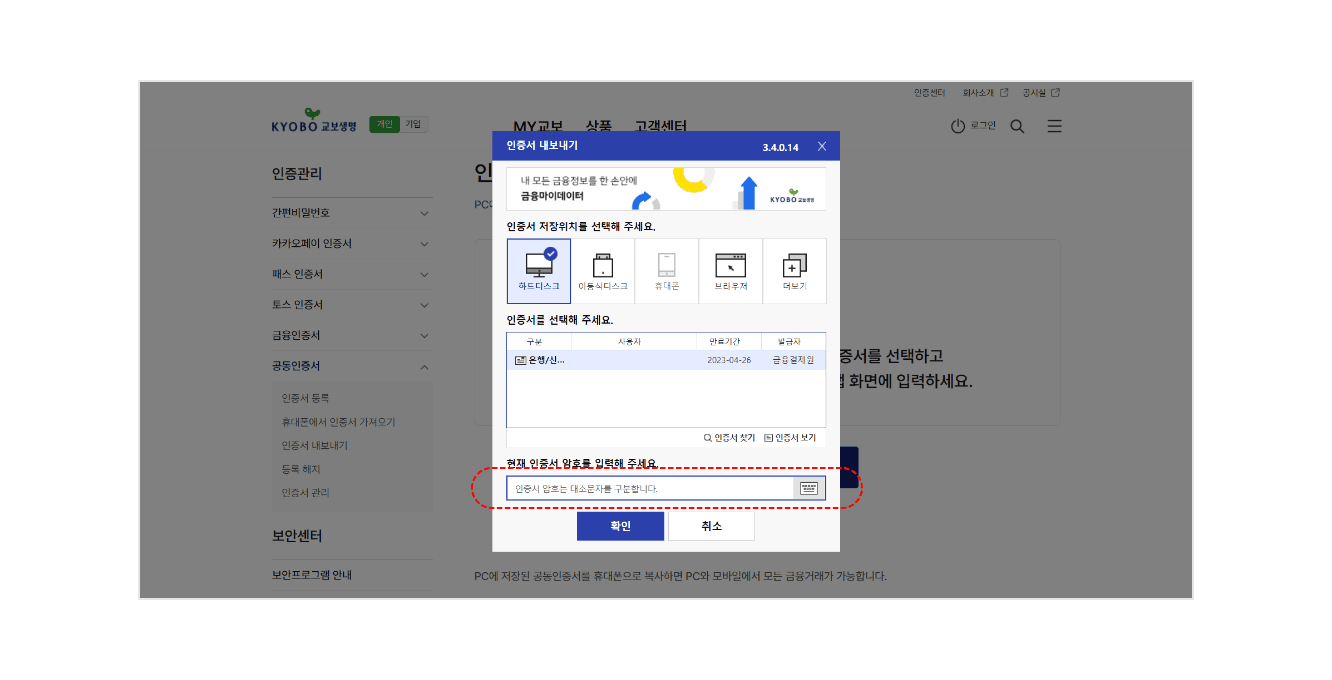 인증센터 회사소개 공시실
KYOBO 교보생명 개인 기업
MY교보 상품 고객센터
로그인
인증관리
간편비밀번호
카카오페이 인증서
패스 인증서
토스 인증서
금융인증서
공동인증서
인증서 등록
휴대폰에서 인증서 가져오기
인증서 내보내기
등록 해지
인증서 관리
보안센터
보안프로그램 안내
인
PC에
인증서 내보내기 3.4.0.14
내 모든 금융정보를 한 손안에
금융마이데이터
KYOBO 교보생명
인증서 저장위치를 선택해 주세요.
하드디스크 이동식디스크 휴대폰 브라우저 더보기
인증서를 선택해 주세요.
구분 사용자 만료기간 발급자
은행/신... 2023-04-26 금융결제원
인증서 찾기 인증서 보기
현재 인증서 암호를 입력해 주세요.
인증서 암호는 대소문자를 구분합니다.
확인 취소
증서를 선택하고
화면에 입력하세요.
PC에 저장된 공동인증서를 휴대폰으로 복사하면 PC와 모바일에서 모든 금융거래가 가능합니다.